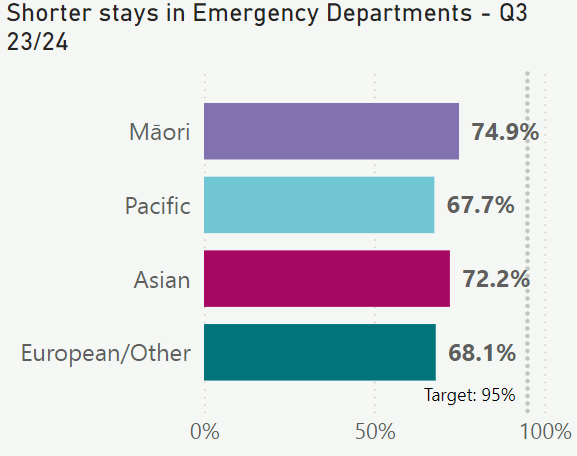 Shorter stays in Emergency Departments - Q3
23/24
Māori 74.9%
Pacific 67.7%
Asian 72.2%
European/Other 68.1%
Target: 95%
0% 50% 100%